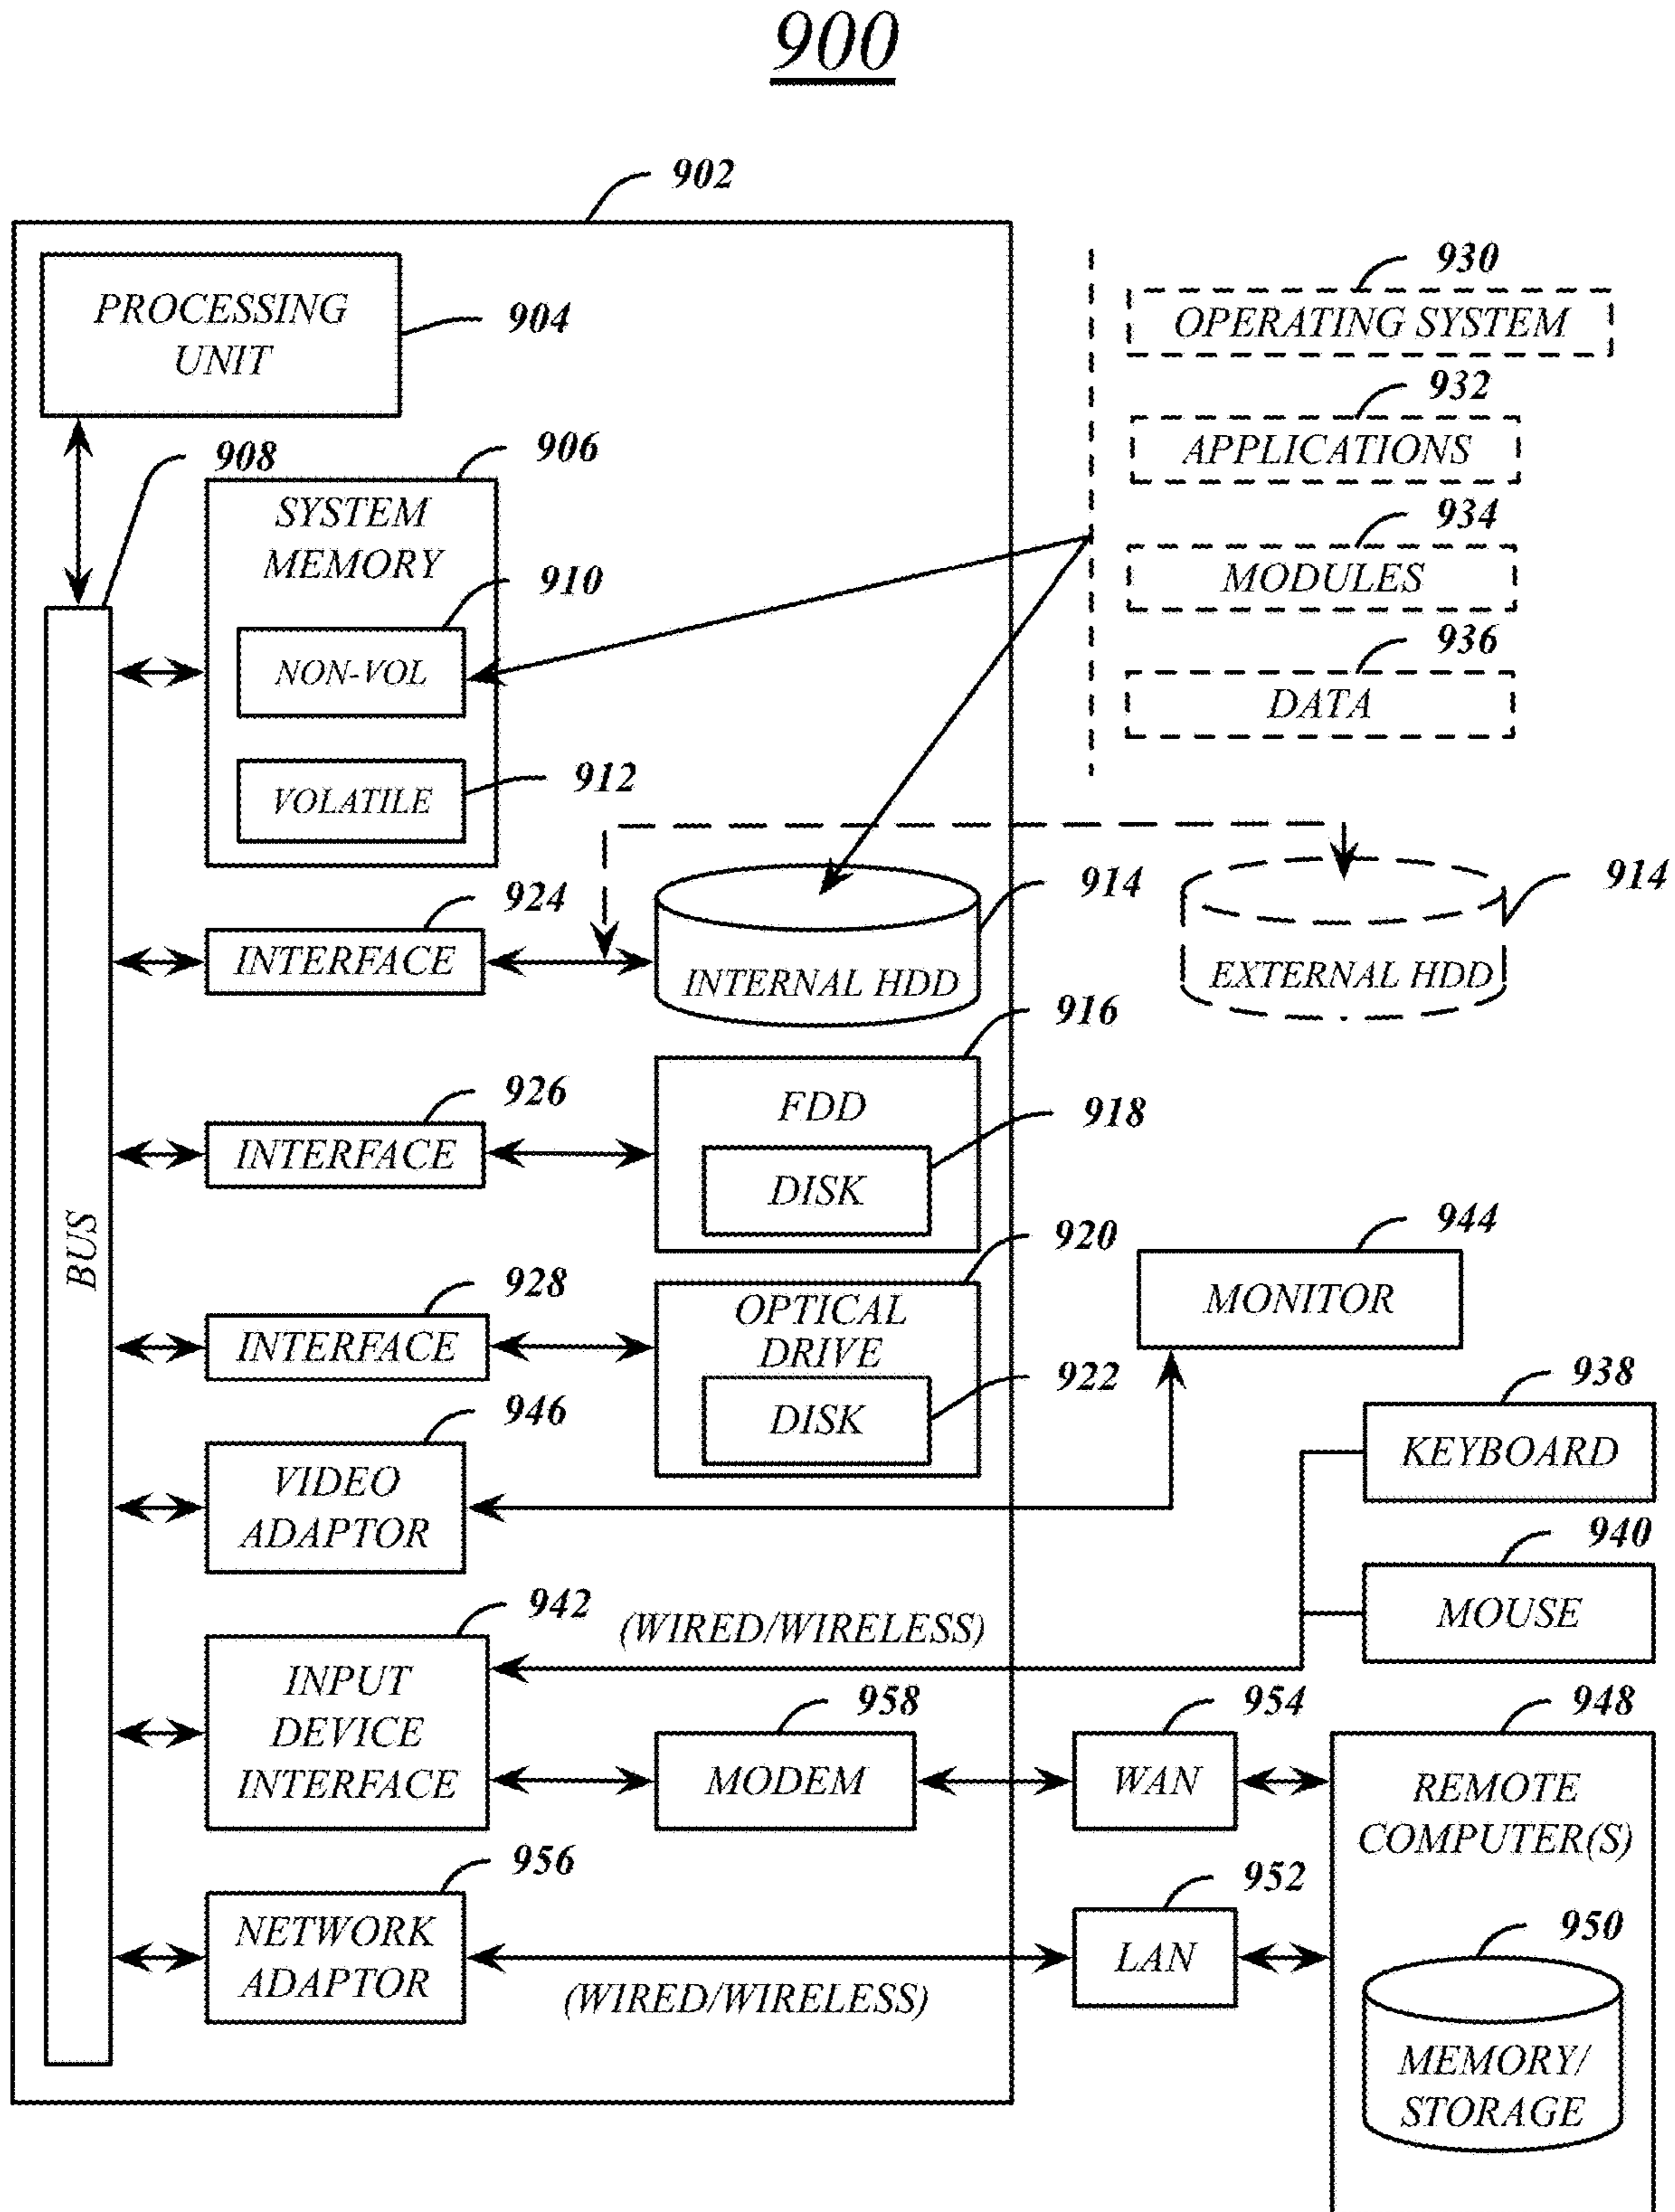 900
902
PROCESSING
UNIT
904
930
OPERATING SYSTEM
932
APPLICATIONS
934
MODULES
936
DATA
908
906
SYSTEM
MEMORY
910
NON-VOL
912
VOLATILE
BUS
924
INTERFACE
914
INTERNAL HDD
914
EXTERNAL HDD
926
INTERFACE
916
FDD
918
DISK
928
INTERFACE
920
OPTICAL
DRIVE
922
DISK
944
MONITOR
946
VIDEO
ADAPTOR
938
KEYBOARD
940
MOUSE
942
INPUT
DEVICE
INTERFACE
(WIRED/WIRELESS)
958
MODEM
954
WAN
948
REMOTE
COMPUTER(S)
956
NETWORK
ADAPTOR
(WIRED/WIRELESS)
952
LAN
950
MEMORY/
STORAGE